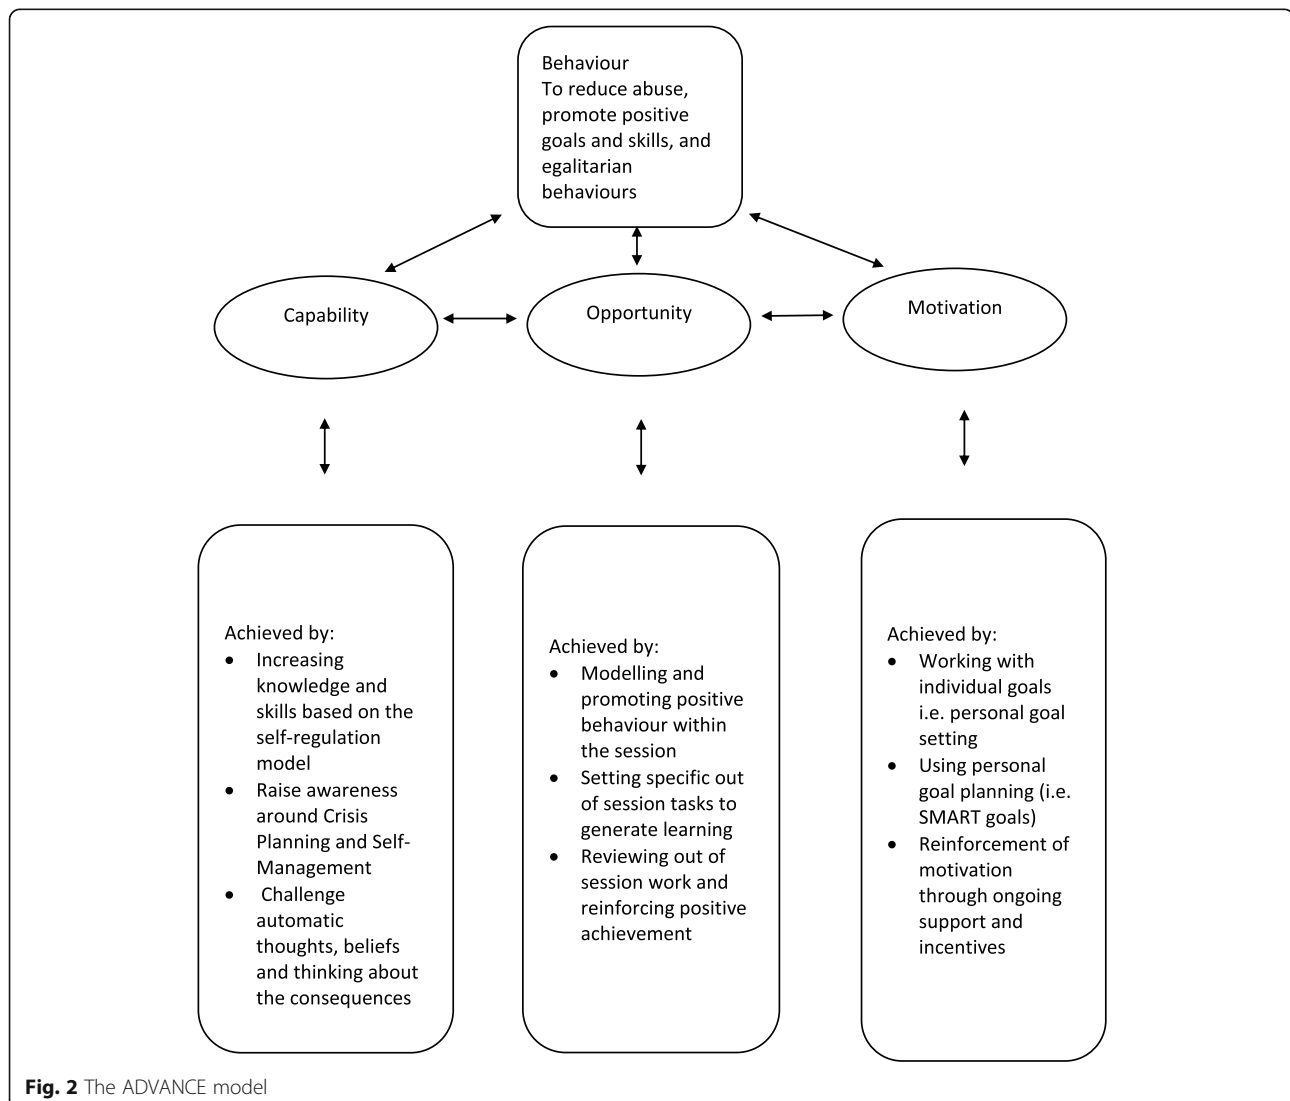 Behaviour
To reduce abuse,
promote positive
goals and skills, and
egalitarian
behaviours
Capability
Opportunity
Motivation
Achieved by:
• Increasing
knowledge and
skills based on the
self-regulation
model
• Raise awareness
around Crisis
Planning and Self-
Management
• Challenge
automatic
thoughts, beliefs
and thinking about
the consequences
Achieved by:
• Modelling and
promoting positive
behaviour within
the session
• Setting specific out
of session tasks to
generate learning
• Reviewing out of
session work and
reinforcing positive
achievement
Achieved by:
• Working with
individual goals
i.e. personal goal
setting
• Using personal
goal planning (i.e.
SMART goals)
• Reinforcement of
motivation
through ongoing
support and
incentives
Fig. 2 The ADVANCE model